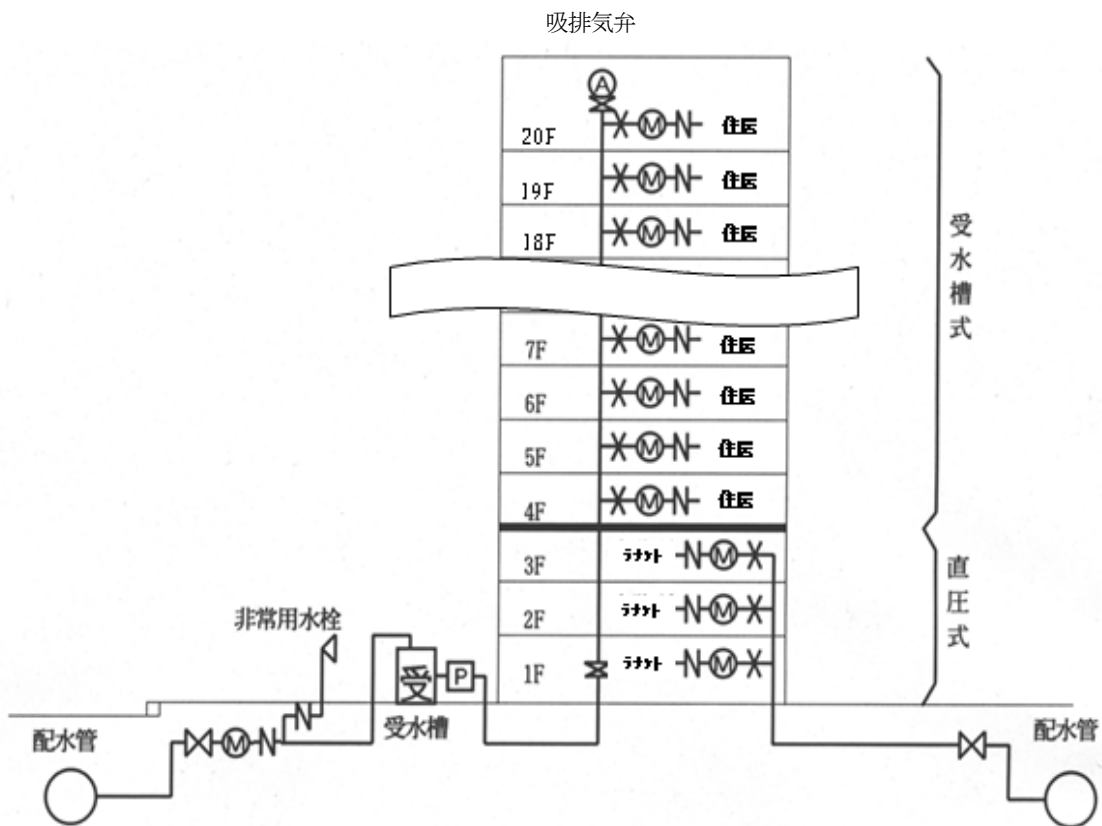 吸排気弁
A
20F M N 住居
19F M N 住居
18F M N 住居
7F M N 住居
6F M N 住居
5F M N 住居
4F M N 住居
3F テナント N M
2F テナント N M
1F テナント N M
受水槽式
直圧式
非常用水栓
N
受
P
受水槽
配水管
M N
配水管